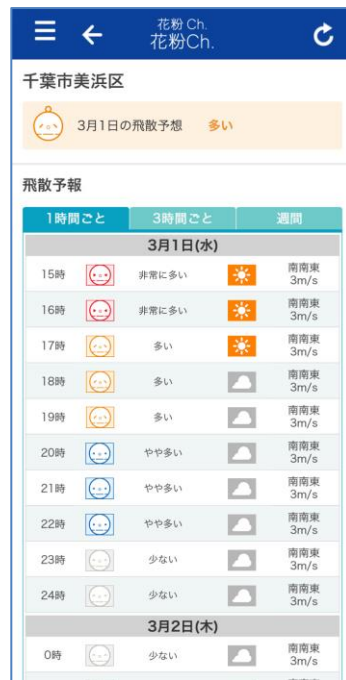 花粉 Ch.
花粉Ch.
千葉市美浜区
3月1日の飛散予想 多い
飛散予報
1時間ごと 3時間ごと 週間
3月1日(水)
15時 非常に多い 南南東
3m/s
16時 非常に多い 南南東
3m/s
17時 多い 南南東
3m/s
18時 多い 南南東
3m/s
19時 多い 南南東
3m/s
20時 やや多い 南南東
3m/s
21時 やや多い 南南東
3m/s
22時 やや多い 南南東
3m/s
23時 少ない 南南東
3m/s
24時 少ない 南南東
3m/s
3月2日(木)
0時 少ない 南南東
3m/s